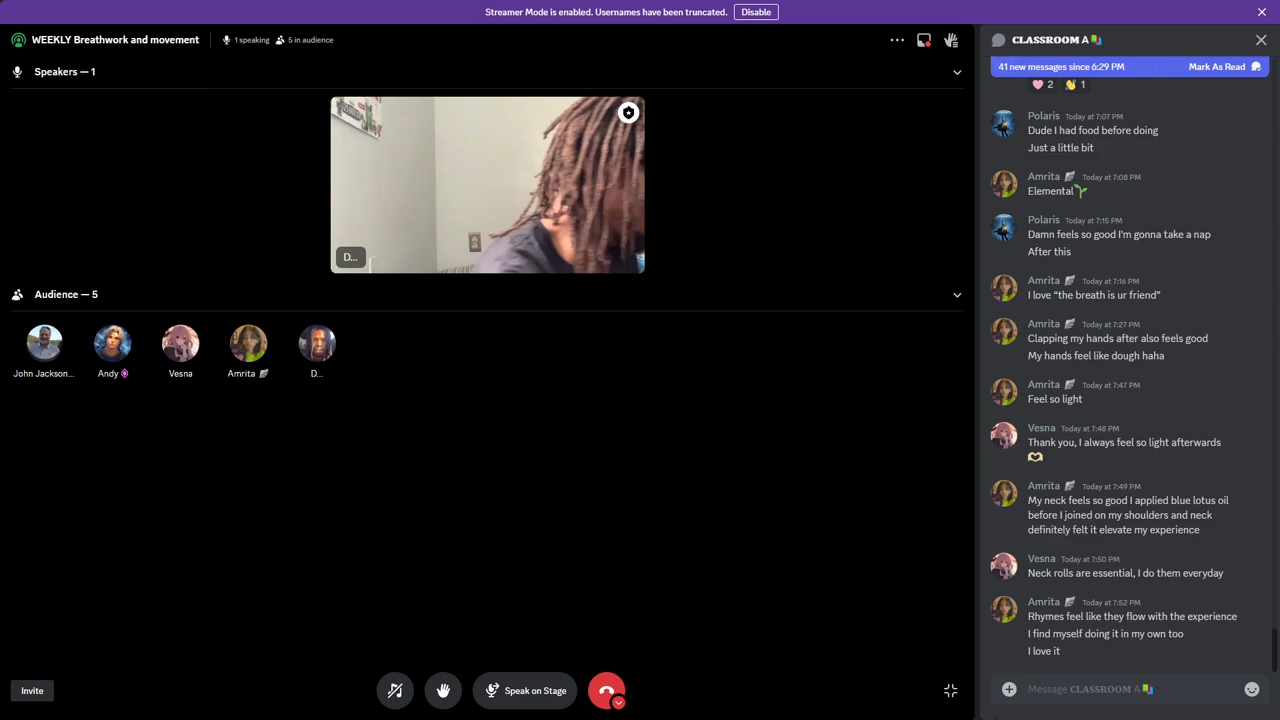 Streamer Mode is enabled. Usernames have been truncated. Disable
WEEKLY Breathwork and movement 1 speaking 5 in audience
Speakers — 1
D...
Audience — 5
John Jackson... Andy Vesna Amrita D...
Invite
Speak on Stage
CLASSROOM A
41 new messages since 6:29 PM Mark As Read
2 1
Polaris Today at 7:07 PM
Dude I had food before doing
Just a little bit
Amrita Today at 7:08 PM
Elemental
Polaris Today at 7:15 PM
Damn feels so good I'm gonna take a nap
After this
Amrita Today at 7:16 PM
I love “the breath is ur friend”
Amrita Today at 7:27 PM
Clapping my hands after also feels good
My hands feel like dough haha
Amrita Today at 7:47 PM
Feel so light
Vesna Today at 7:48 PM
Thank you, I always feel so light afterwards
Amrita Today at 7:49 PM
My neck feels so good I applied blue lotus oil
before I joined on my shoulders and neck
definitely felt it elevate my experience
Vesna Today at 7:50 PM
Neck rolls are essential, I do them everyday
Amrita Today at 7:52 PM
Rhymes feel like they flow with the experience
I find myself doing it in my own too
I love it
Message CLASSROOM A